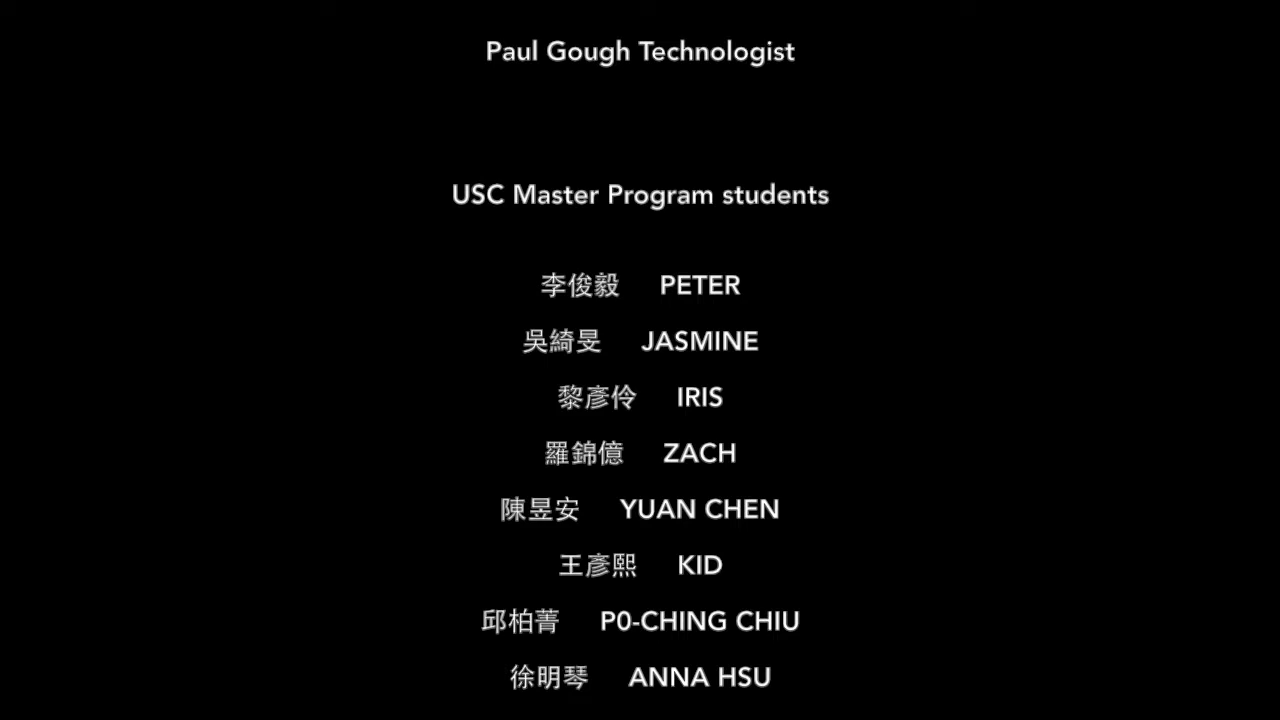 Paul Gough Technologist
USC Master Program students
李俊毅 PETER
吳綺旻 JASMINE
黎彥伶 IRIS
羅錦億 ZACH
陳昱安 YUAN CHEN
王彥熙 KID
邱柏菁 P0-CHING CHIU
徐明琴 ANNA HSU